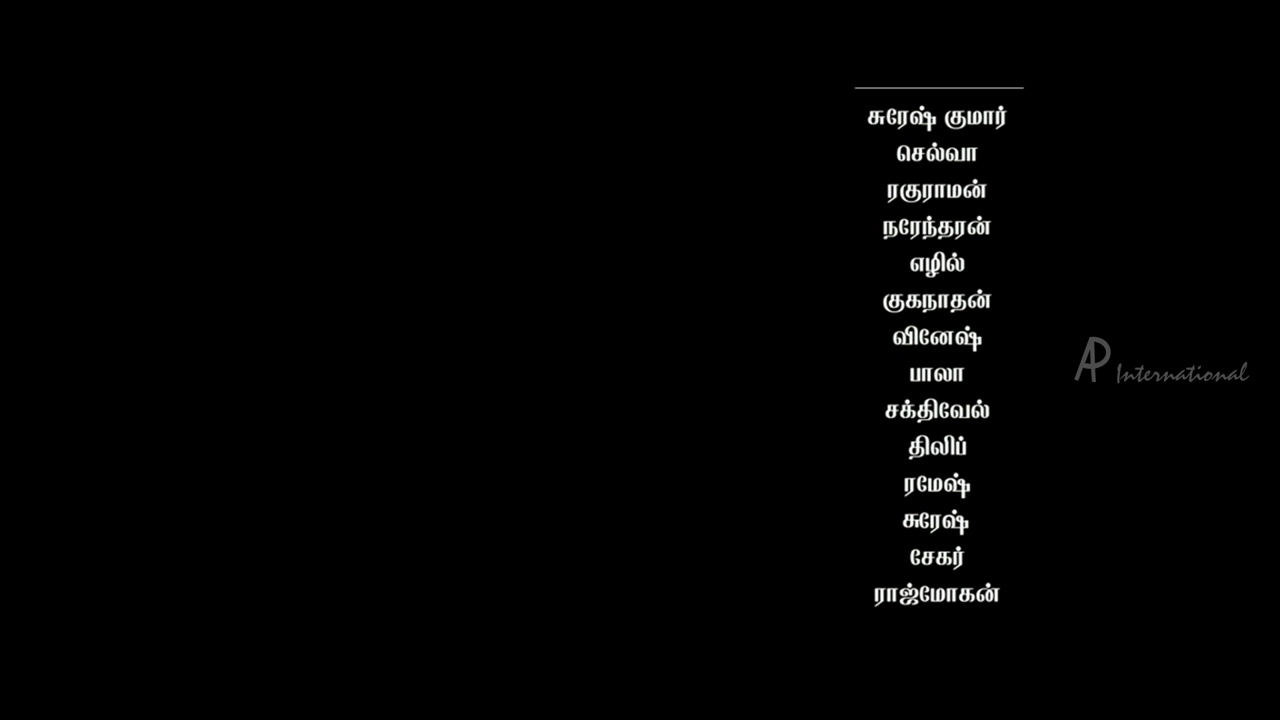 சுரேஷ் குமார்
செல்வா
ரகுராமன்
நரேந்தரன்
எழில்
குகநாதன்
வினேஷ்
பாலா
சக்திவேல்
திலிப்
ரமேஷ்
சுரேஷ்
சேகர்
ராஜ்மோகன்
AP International